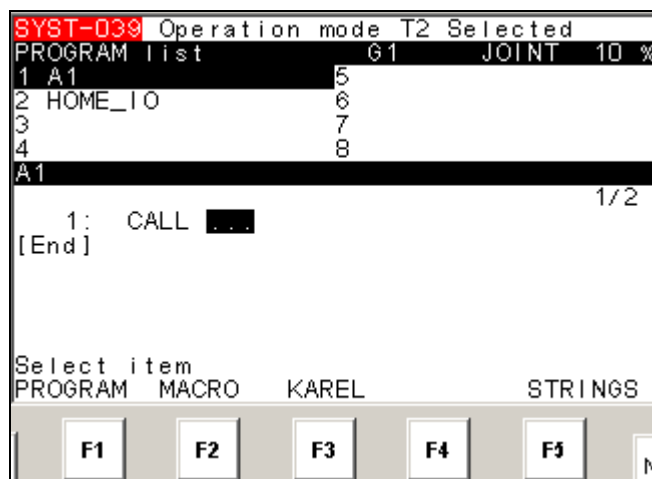 SYST-039 Operation mode T2 Selected
PROGRAM list G1 JOINT 10 %
1 A1 5
2 HOME_IO 6
3 7
4 8
A1
1/2
1: CALL ...
[End]
Select item
PROGRAM MACRO KAREL STRINGS
F1 F2 F3 F4 F5